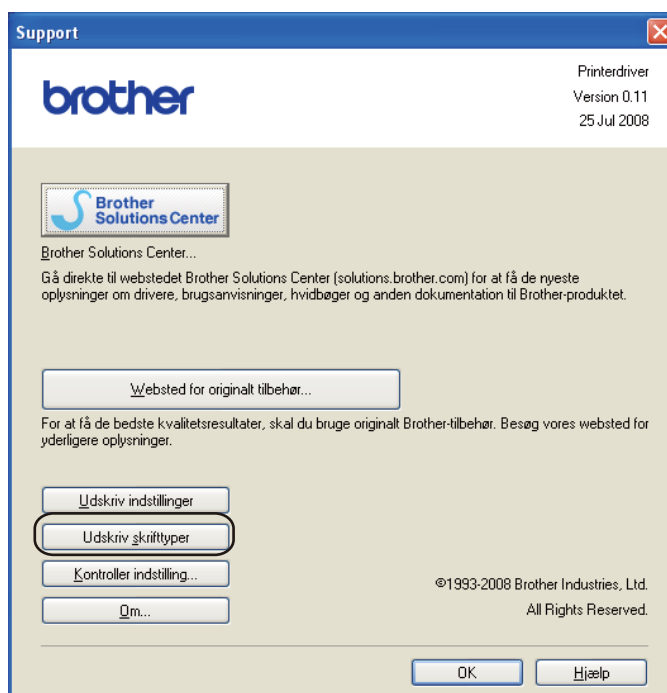 Support
brother
Printerdriver
Version 0.11
25 Jul 2008
Brother
Solutions Center
Brother Solutions Center...
Gå direkte til webstedet Brother Solutions Center (solutions.brother.com) for at få de nyeste
oplysninger om drivere, brugsanvisninger, hvidbøger og anden dokumentation til Brother-produktet.
Websted for originalt tilbehør...
For at få de bedste kvalitetsresultater, skal du bruge originalt Brother-tilbehør. Besøg vores websted for
yderligere oplysninger.
Udskriv indstillinger
Udskriv skrifttyper
Kontroller indstilling...
Om...
©1993-2008 Brother Industries, Ltd.
All Rights Reserved.
OK
Hjælp